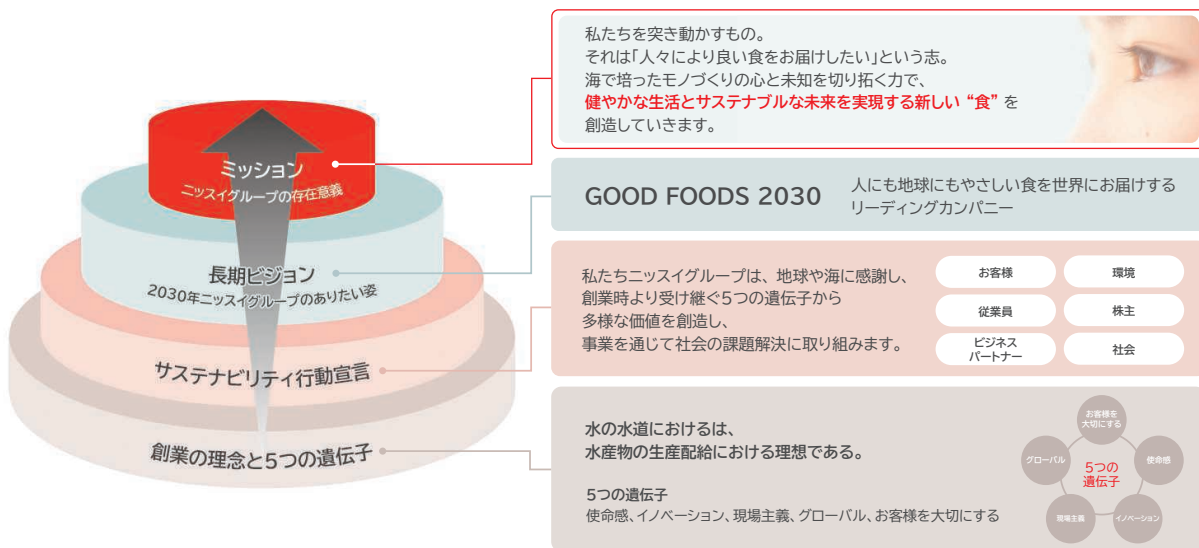 私たちを突き動かすもの。
それは「人々により良い食をお届けしたい」という志。
海で培ったモノづくりの心と未知を切り拓く力で、
健やかな生活とサステナブルな未来を実現する新しい “食” を
創造していきます。
ミッション
ニッスイグループの存在意義
GOOD FOODS 2030
人にも地球にもやさしい食を世界にお届けする
リーディングカンパニー
長期ビジョン
2030年ニッスイグループのありたい姿
私たちニッスイグループは、地球や海に感謝し、
創業時より受け継ぐ5つの遺伝子から
多様な価値を創造し、
事業を通じて社会の課題解決に取り組みます。
お客様
環境
従業員
株主
ビジネス
パートナー
社会
サステナビリティ行動宣言
創業の理念と5つの遺伝子
水の水道におけるは、
水産物の生産配給における理想である。
5つの遺伝子
使命感、イノベーション、現場主義、グローバル、お客様を大切にする
お客様を
大切にする
グローバル
使命感
5つの
遺伝子
現場主義
イノベーション